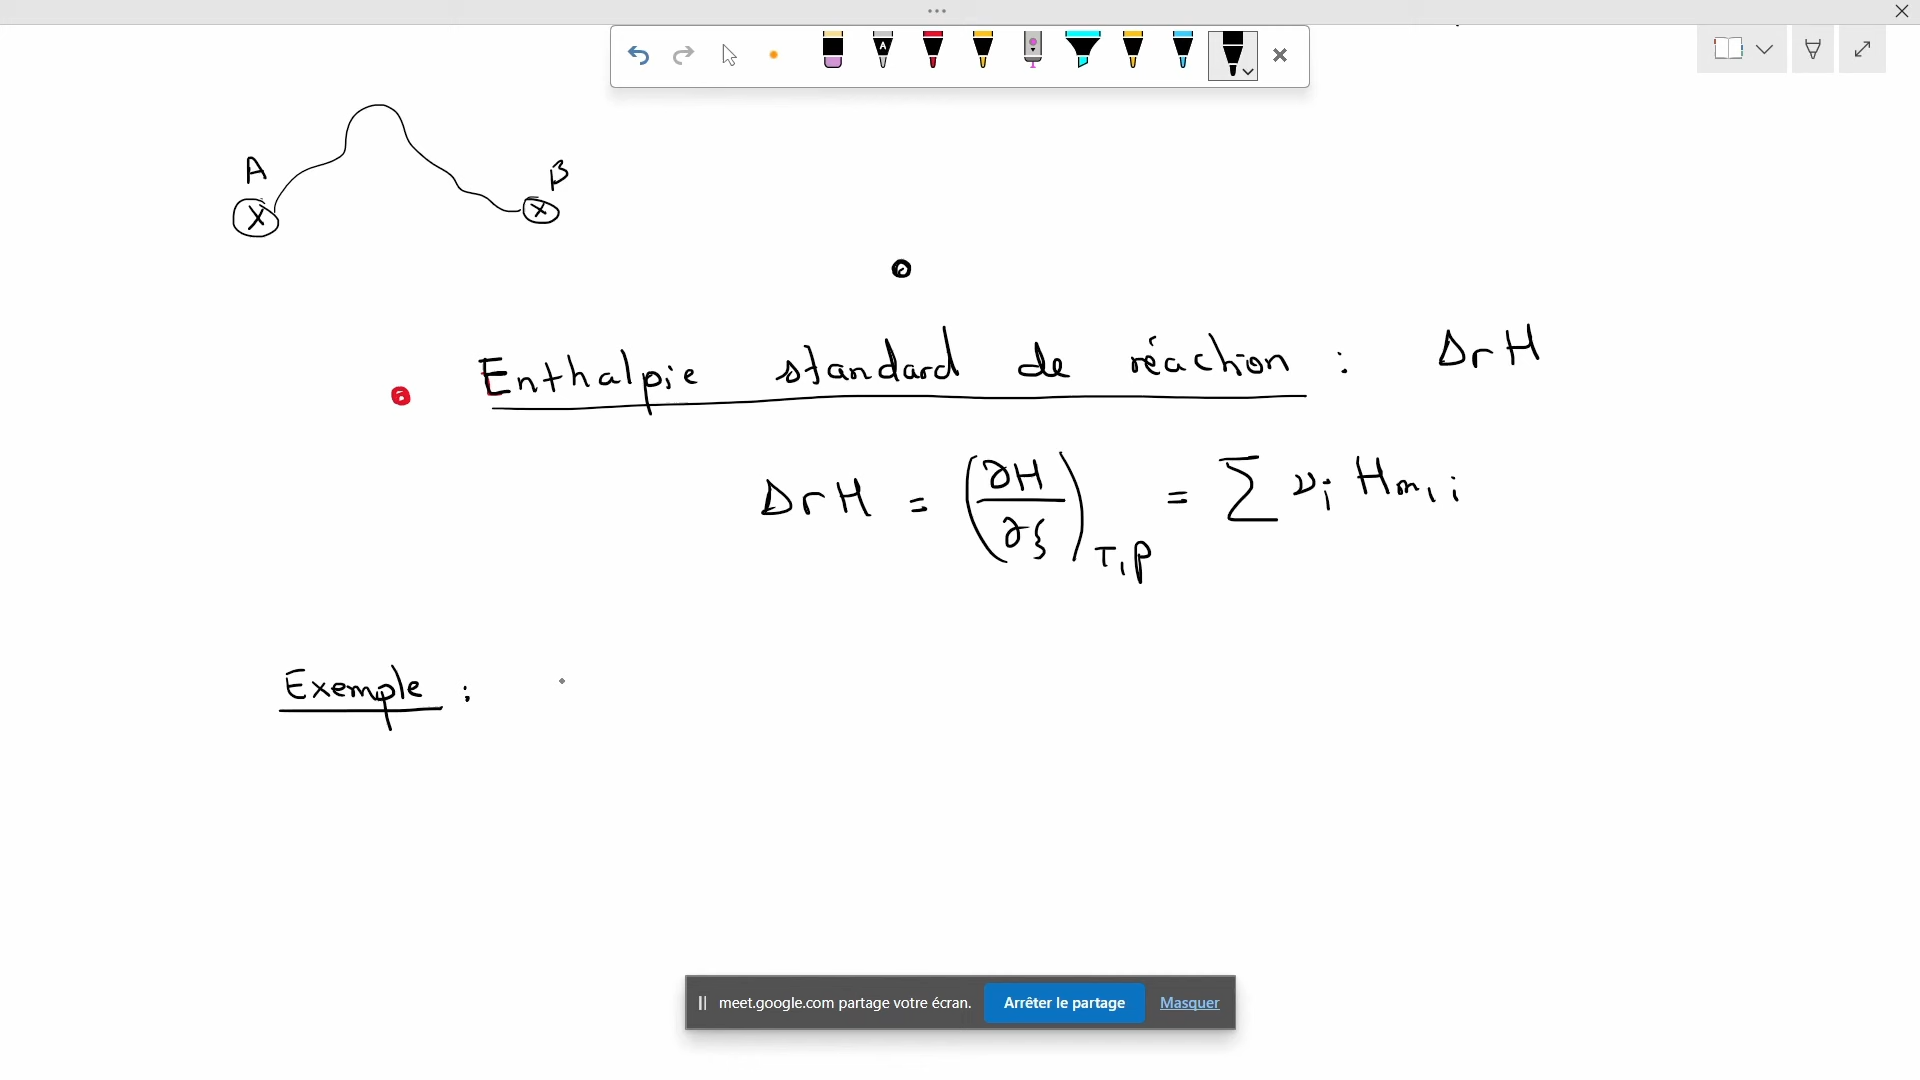 A
B
X
x
Enthalpie standard de réaction : ΔrH
ΔrH = (∂H/∂ξ)T,P = Σ νi Hm,i
Exemple :
meet.google.com partage votre écran. Arrêter le partage Masquer